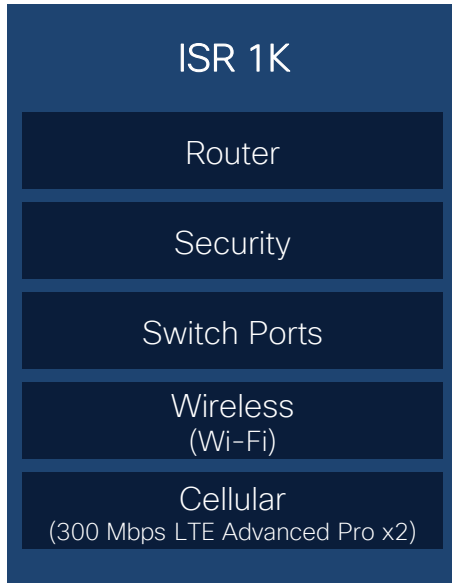 ISR 1K
Router
Security
Switch Ports
Wireless
(Wi-Fi)
Cellular
(300 Mbps LTE Advanced Pro x2)